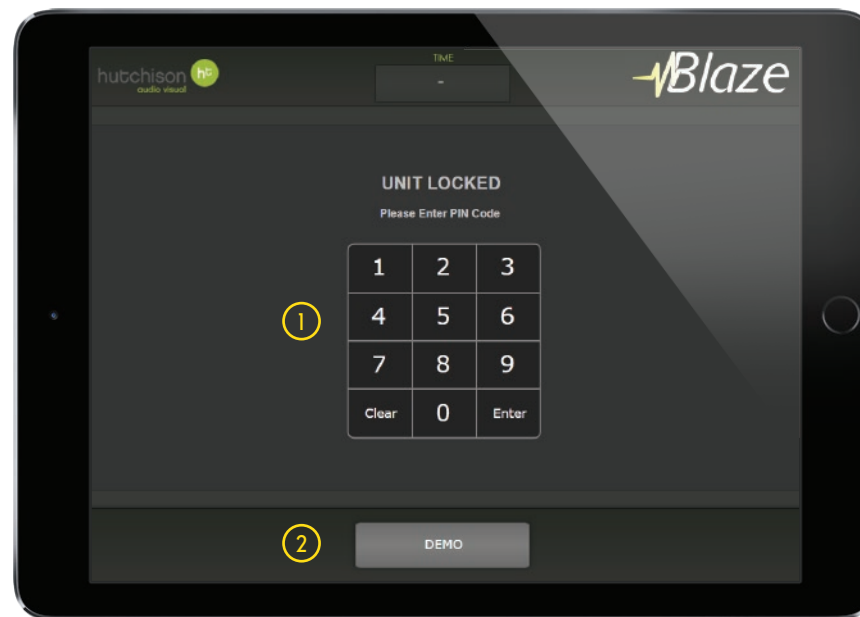 hutchison ht
audio visual
TIME
-
Blaze
UNIT LOCKED
Please Enter PIN Code
1 2 3
1
4 5 6
7 8 9
Clear 0 Enter
2
DEMO